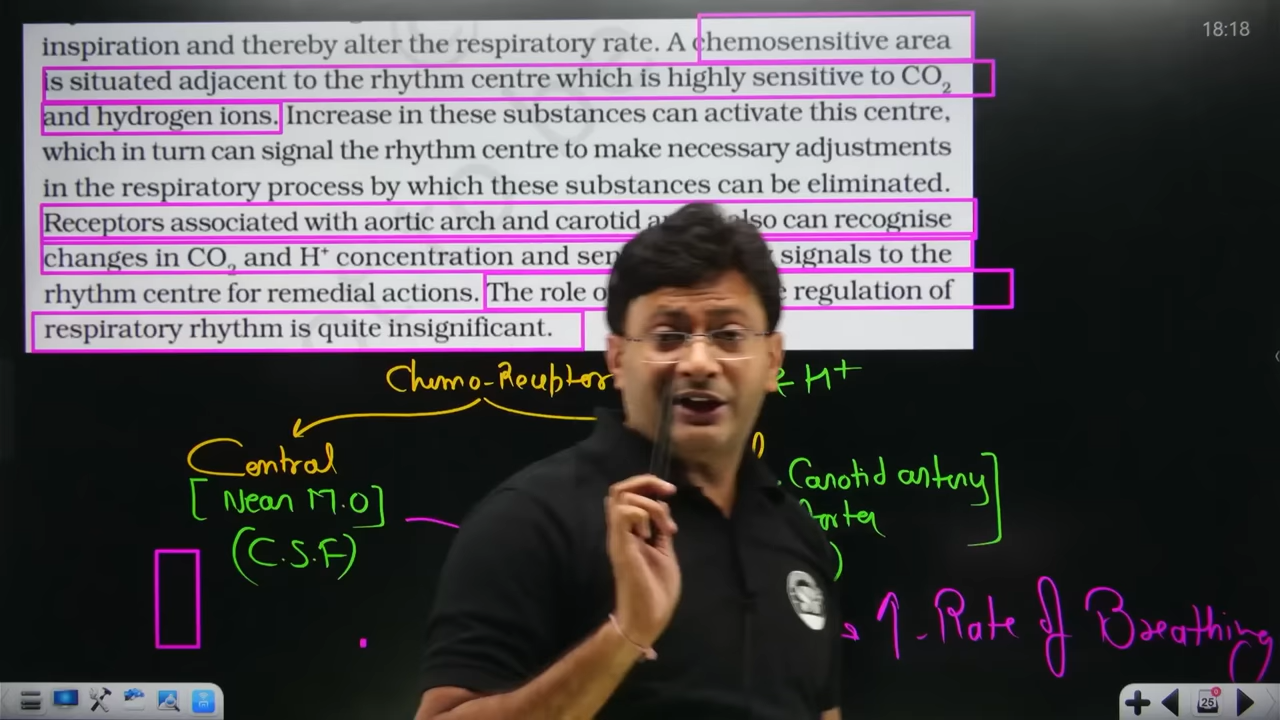 inspiration and thereby alter the respiratory rate. A chemosensitive area
is situated adjacent to the rhythm centre which is highly sensitive to CO₂
and hydrogen ions. Increase in these substances can activate this centre,
which in turn can signal the rhythm centre to make necessary adjustments
in the respiratory process by which these substances can be eliminated.
Receptors associated with aortic arch and carotid also can recognise
changes in CO₂ and H⁺ concentration and signals to the
rhythm centre for remedial actions. The role regulation of
respiratory rhythm is quite insignificant.
18:18
Chemo-Receptor H+
Central
[Near M.O]
(C.S.F)
Carotid artery]
↑ Rate of Breathing
25